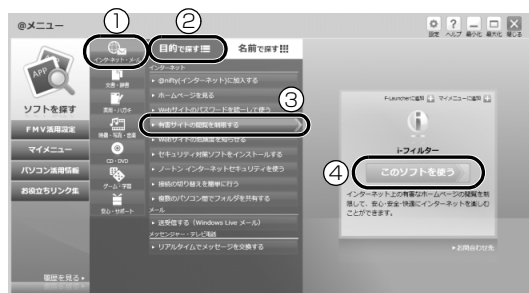 @メニュー
設定 ヘルプ 最小化 最大化 閉じる
①
②
目的で探す
名前で探す!!!
APP
ソフトを探す
FMV活用設定
マイメニュー
パソコン活用情報
お役立ちリンク集
履歴を見る
インターネット・メール
文書・辞書
映像・写真・音楽
CD・DVD
ゲーム・学習
安心・サポート
インターネット
@nifty(インターネット)に加入する
ホームページを見る
Webサイトのパスワードを統一して使う
③
有害サイトの閲覧を制限する
Webサイトの危険度を知らせる
セキュリティ対策ソフトをインストールする
ノートン インターネットセキュリティを使う
接続の切り替えを簡単に行う
複数のパソコン間でフォルダを共有する
メール
送受信する（Windows Live メール）
メッセンジャー・テレビ電話
リアルタイムでメッセージを交換する
F-Launcherに追加 マイメニューに追加
i-フィルター
④
このソフトを使う
インターネット上の有害なホームページの閲覧を制
限して、安心・安全・快適にインターネットを楽しむ
ことができます。
お問合わせ先